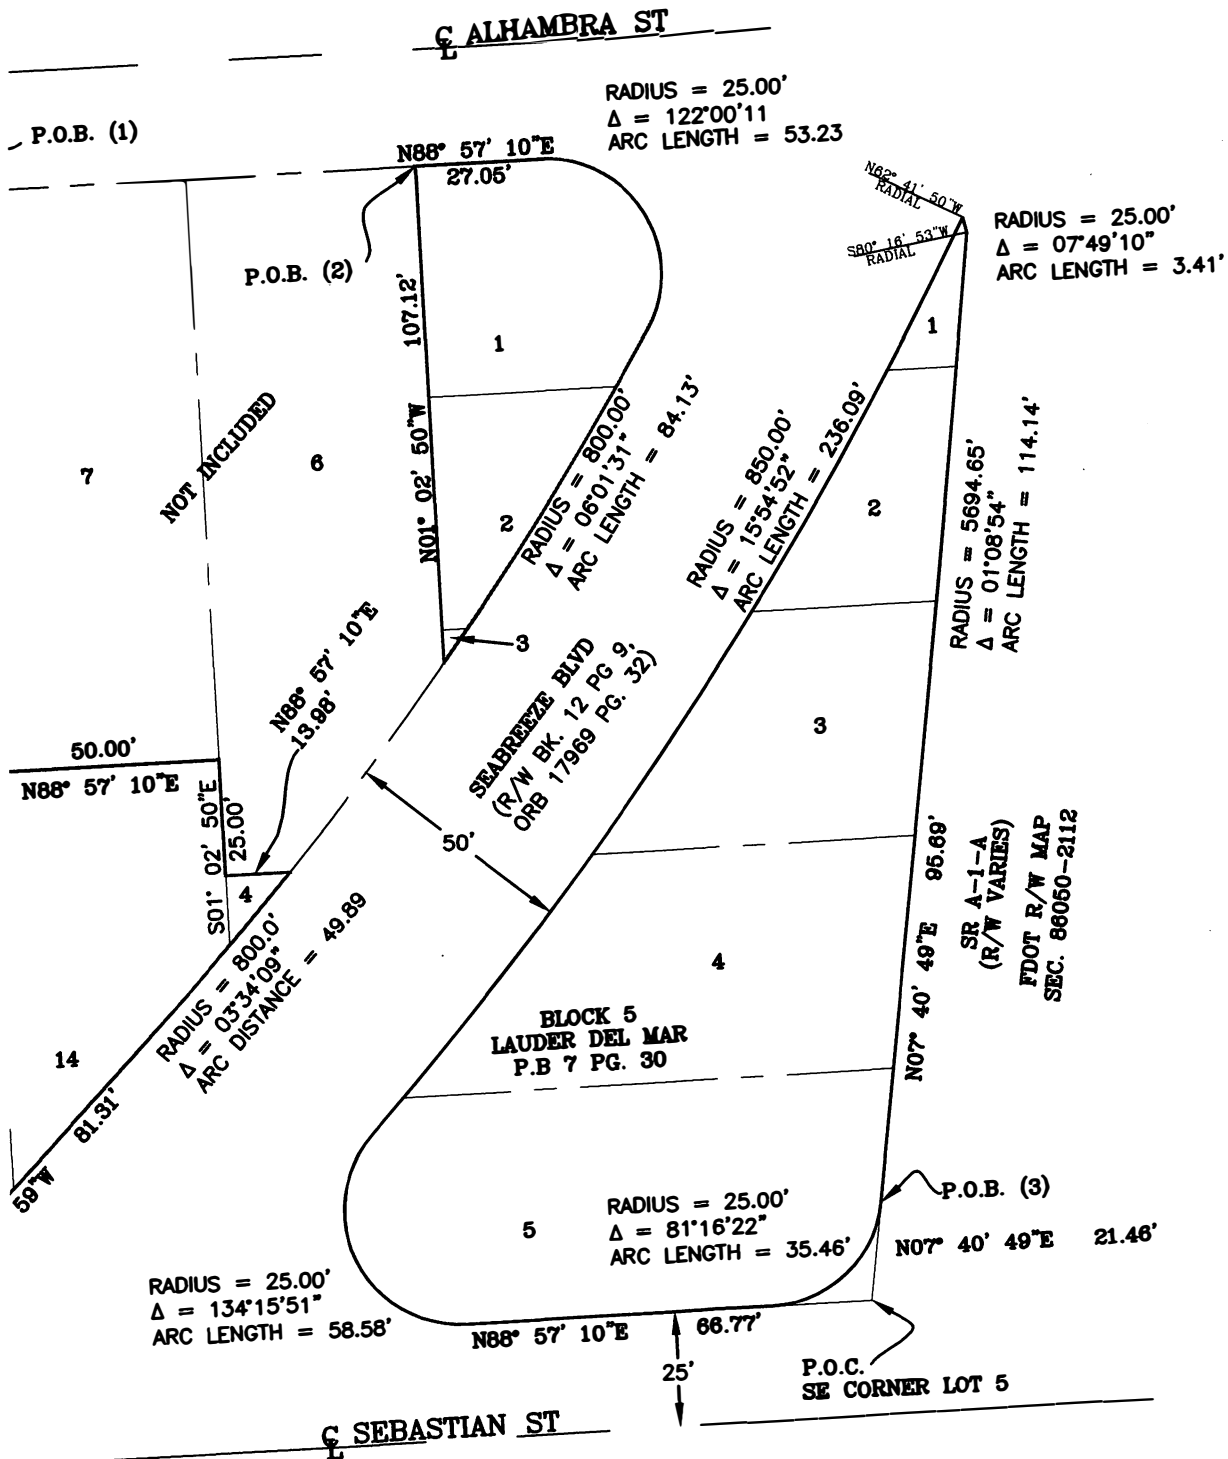 ℄ ALHAMBRA ST
RADIUS = 25.00'
Δ = 122°00'11
ARC LENGTH = 53.23
P.O.B. (1)
N88° 57' 10"E
27.05'
N62° 41' 50"W
RADIAL
S80° 16' 53"W
RADIAL
RADIUS = 25.00'
Δ = 07°49'10"
ARC LENGTH = 3.41'
P.O.B. (2)
107.12'
N01° 02' 50"W
1
1
7
NOT INCLUDED
6
2
RADIUS = 800.00'
Δ = 06°01'31"
ARC LENGTH = 84.13'
RADIUS = 850.00'
Δ = 15°54'52"
ARC LENGTH = 236.09'
2
RADIUS = 5694.65'
Δ = 01°08'54"
ARC LENGTH = 114.14'
3
N88° 57' 10"E
13.98'
SEABREEZE BLVD
(R/W BK. 12 PG 9,
ORB 17969 PG. 32)
3
50.00'
N88° 57' 10"E
S01° 02' 50"E
25.00'
50'
4
N07° 40' 49"E 95.69'
SR A-1-A
(R/W VARIES)
FDOT R/W MAP
SEC. 86050-2112
RADIUS = 800.0'
Δ = 03°34'09"
ARC DISTANCE = 49.89
4
BLOCK 5
LAUDER DEL MAR
P.B 7 PG. 30
14
81.31'
59"W
P.O.B. (3)
5
RADIUS = 25.00'
Δ = 81°16'22"
ARC LENGTH = 35.46'
N07° 40' 49"E 21.46'
RADIUS = 25.00'
Δ = 134°15'51"
ARC LENGTH = 58.58'
N88° 57' 10"E 66.77'
25'
P.O.C.
SE CORNER LOT 5
℄ SEBASTIAN ST